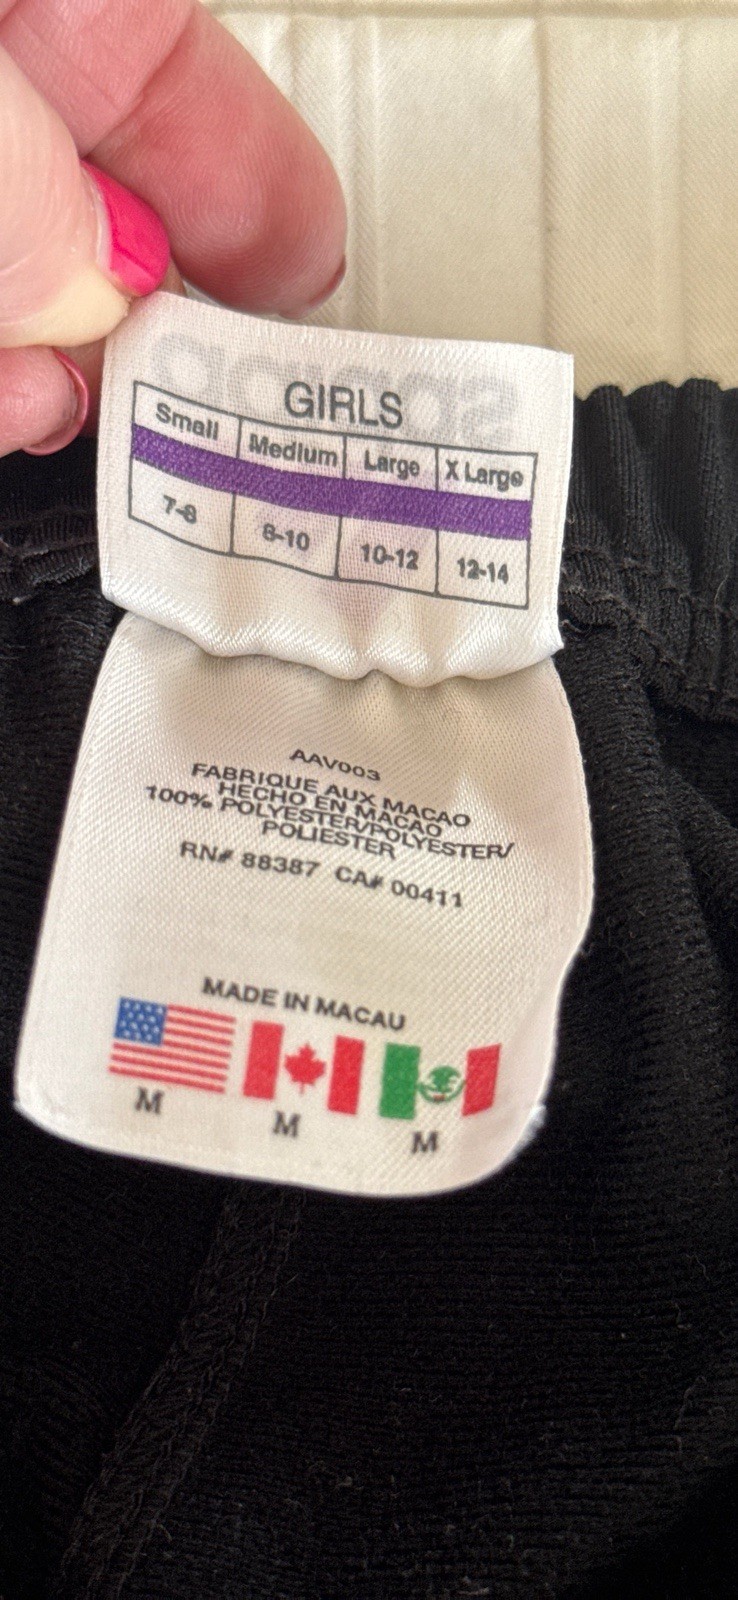 GIRLS
Small Medium Large X Large
7-8 8-10 10-12 12-14
AAV003
FABRIQUE AUX MACAO
HECHO EN MACAO
100% POLYESTER/POLYESTER/
POLIESTER
RN# 88387 CA# 00411
MADE IN MACAU
M M M